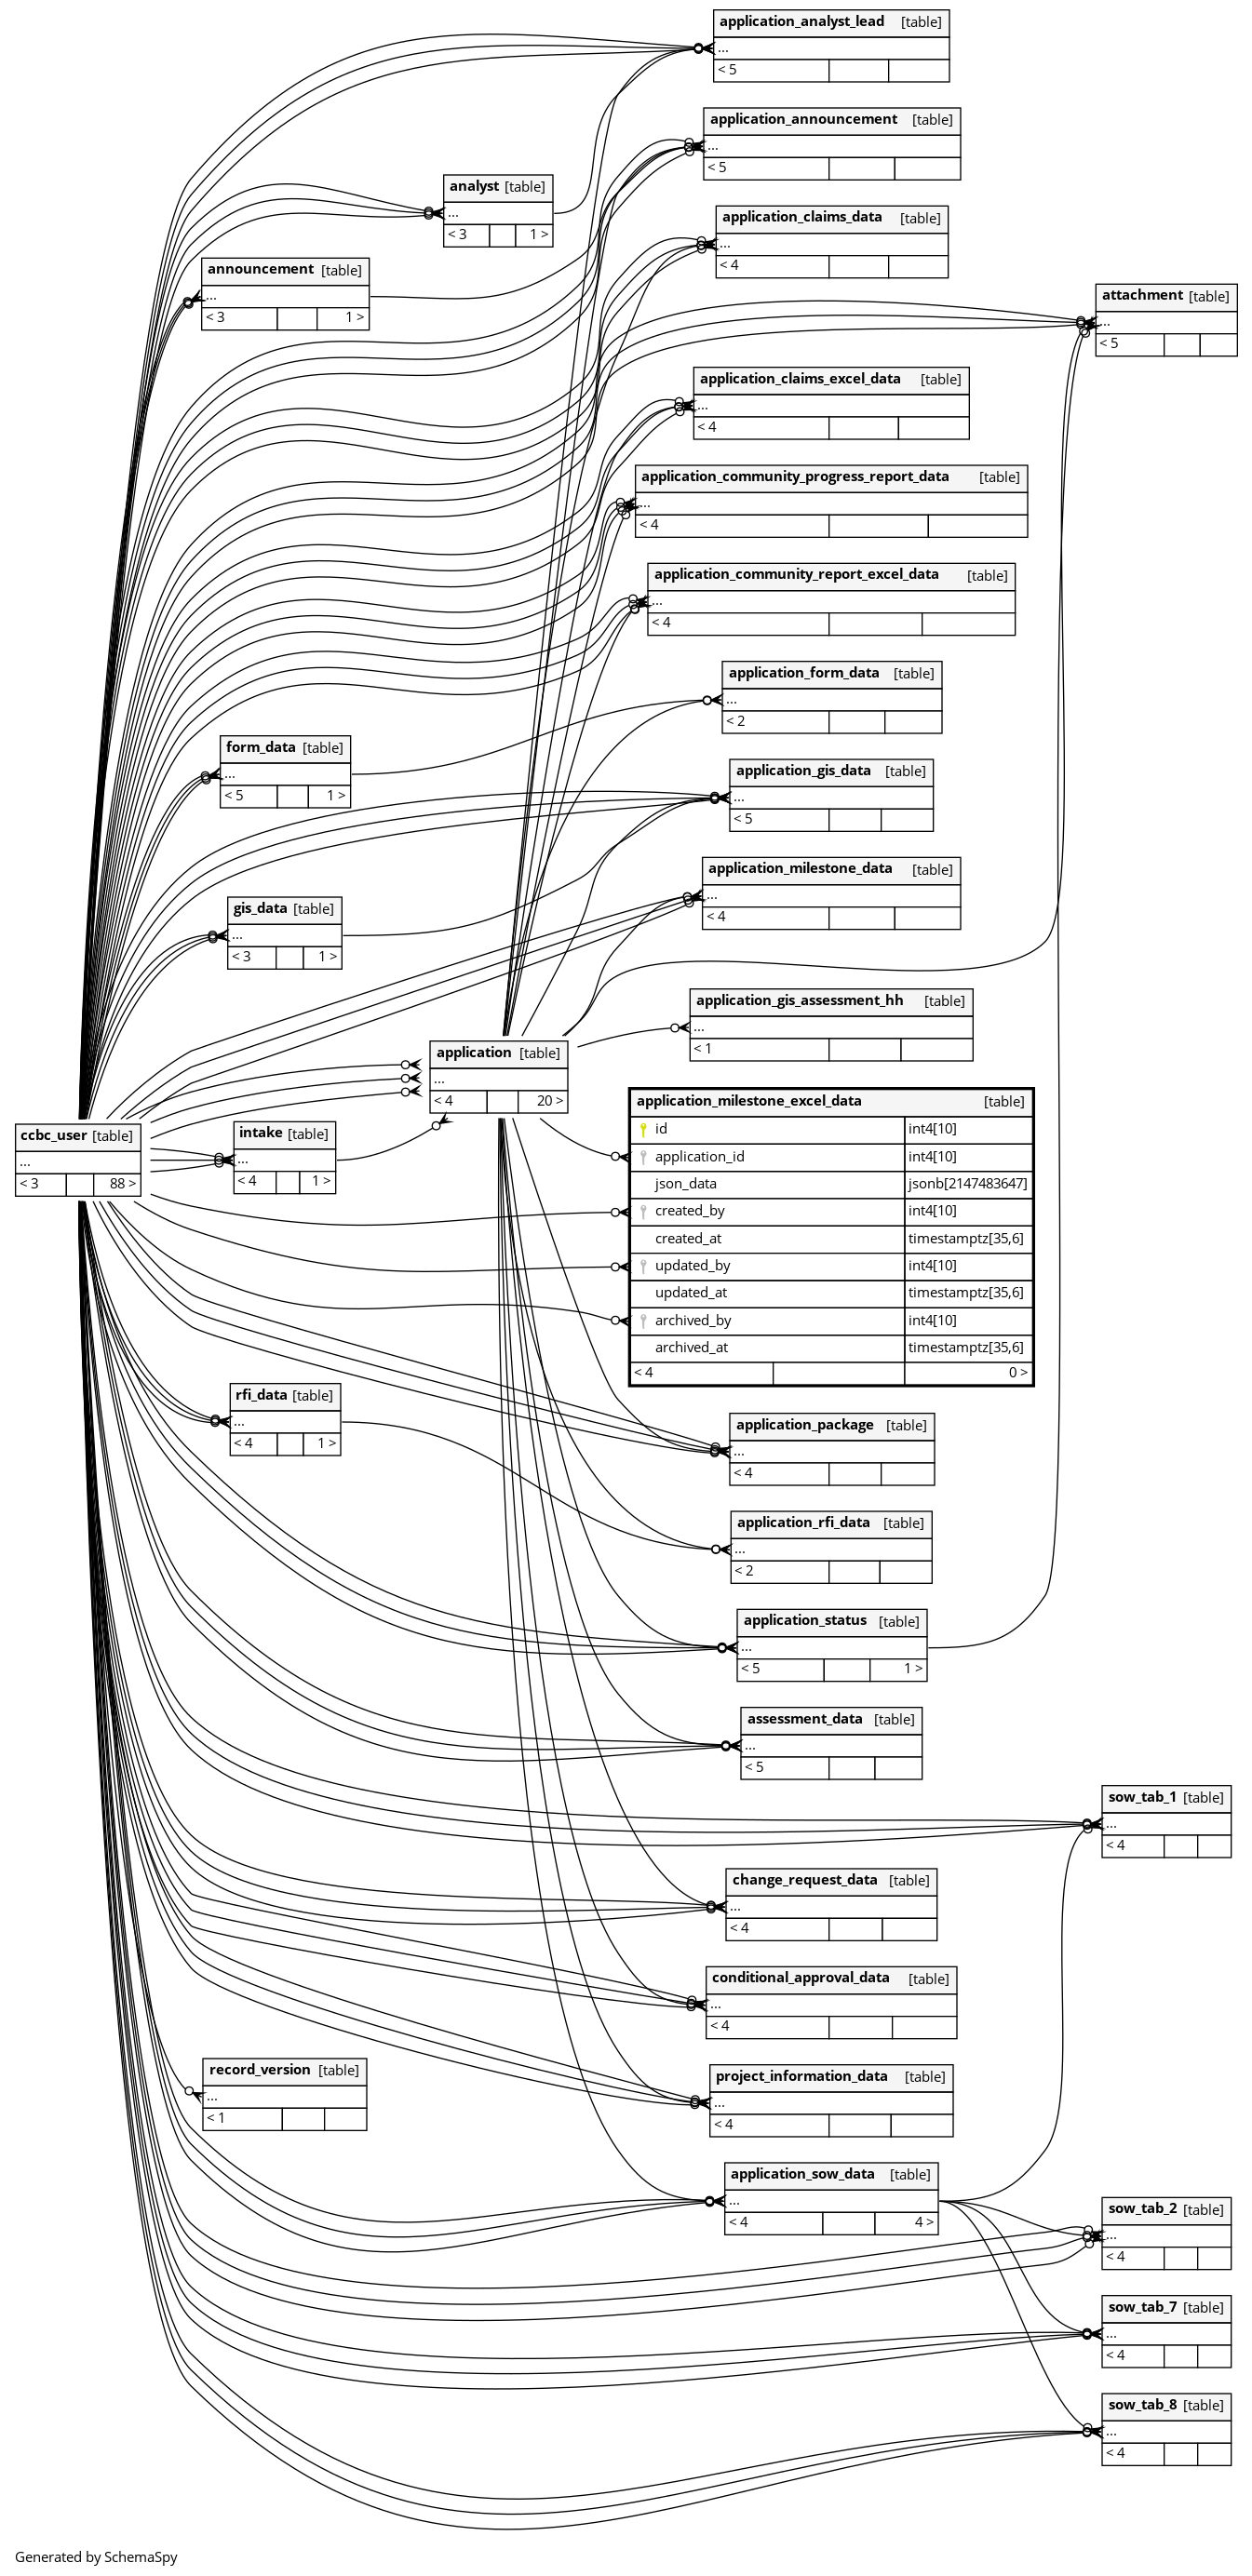 application_analyst_lead [table]
...
< 5
application_announcement [table]
...
< 5
analyst [table]
...
< 3 1 >
application_claims_data [table]
...
< 4
announcement [table]
...
< 3 1 >
attachment [table]
...
< 5
application_claims_excel_data [table]
...
< 4
application_community_progress_report_data [table]
...
< 4
application_community_report_excel_data [table]
...
< 4
application_form_data [table]
...
< 2
form_data [table]
...
< 5 1 >
application_gis_data [table]
...
< 5
application_milestone_data [table]
...
< 4
gis_data [table]
...
< 3 1 >
application_gis_assessment_hh [table]
...
< 1
application [table]
...
< 4 20 >
application_milestone_excel_data [table]
id int4[10]
application_id int4[10]
json_data jsonb[2147483647]
created_by int4[10]
created_at timestamptz[35,6]
updated_by int4[10]
updated_at timestamptz[35,6]
archived_by int4[10]
archived_at timestamptz[35,6]
< 4 0 >
ccbc_user [table]
...
< 3 88 >
intake [table]
...
< 4 1 >
rfi_data [table]
...
< 4 1 >
application_package [table]
...
< 4
application_rfi_data [table]
...
< 2
application_status [table]
...
< 5 1 >
assessment_data [table]
...
< 5
sow_tab_1 [table]
...
< 4
change_request_data [table]
...
< 4
conditional_approval_data [table]
...
< 4
record_version [table]
...
< 1
project_information_data [table]
...
< 4
application_sow_data [table]
...
< 4 4 >
sow_tab_2 [table]
...
< 4
sow_tab_7 [table]
...
< 4
sow_tab_8 [table]
...
< 4
Generated by SchemaSpy